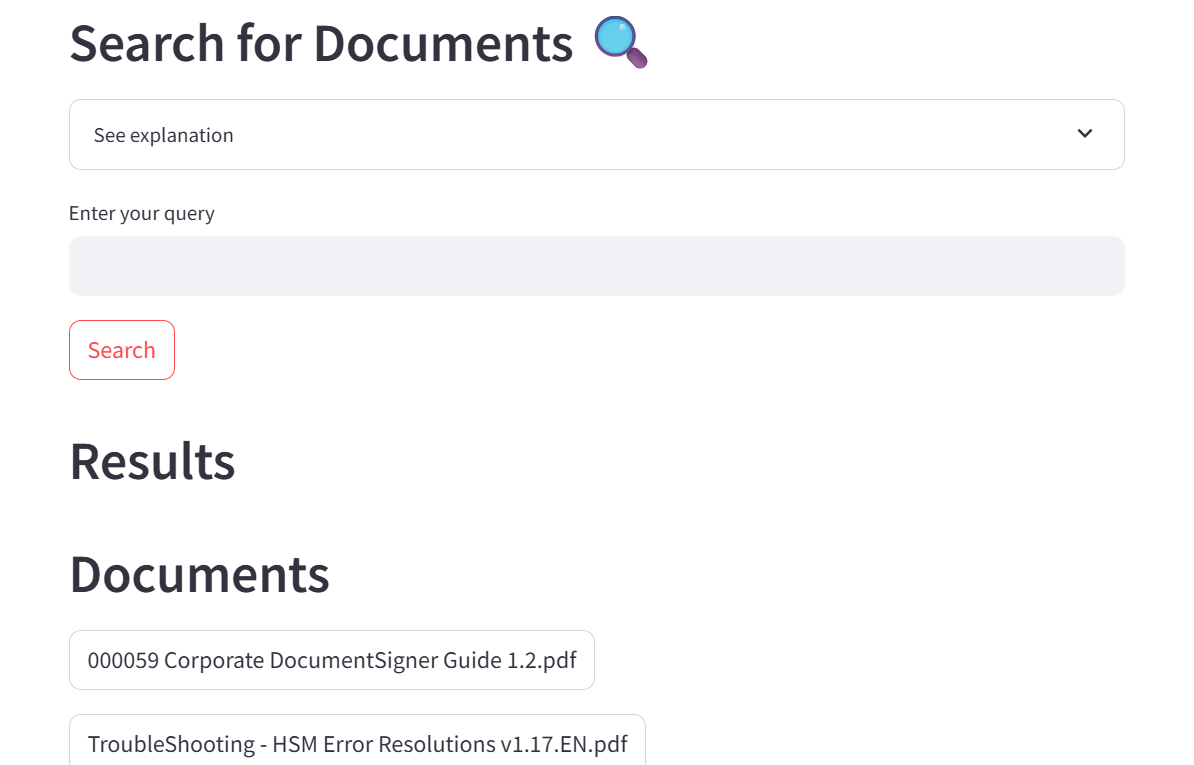 Search for Documents
See explanation
Enter your query
Search
Results
Documents
000059 Corporate DocumentSigner Guide 1.2.pdf
TroubleShooting - HSM Error Resolutions v1.17.EN.pdf